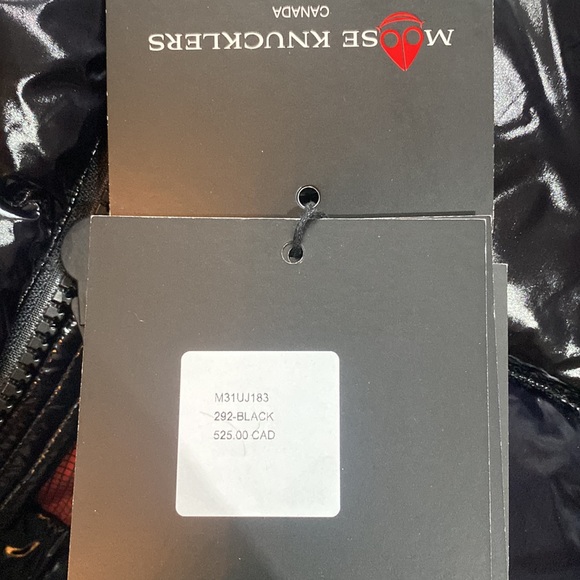 MOOSE KNUCKLERS
CANADA
M31UJ183
292-BLACK
525.00 CAD